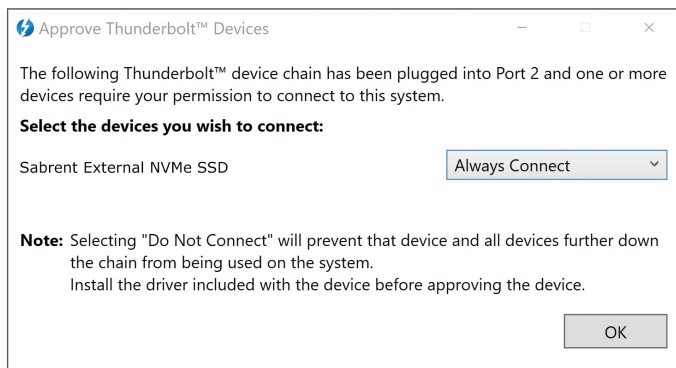 Approve Thunderbolt™ Devices
The following Thunderbolt™ device chain has been plugged into Port 2 and one or more
devices require your permission to connect to this system.
Select the devices you wish to connect:
Sabrent External NVMe SSD
Always Connect
Note: Selecting "Do Not Connect" will prevent that device and all devices further down
the chain from being used on the system.
Install the driver included with the device before approving the device.
OK